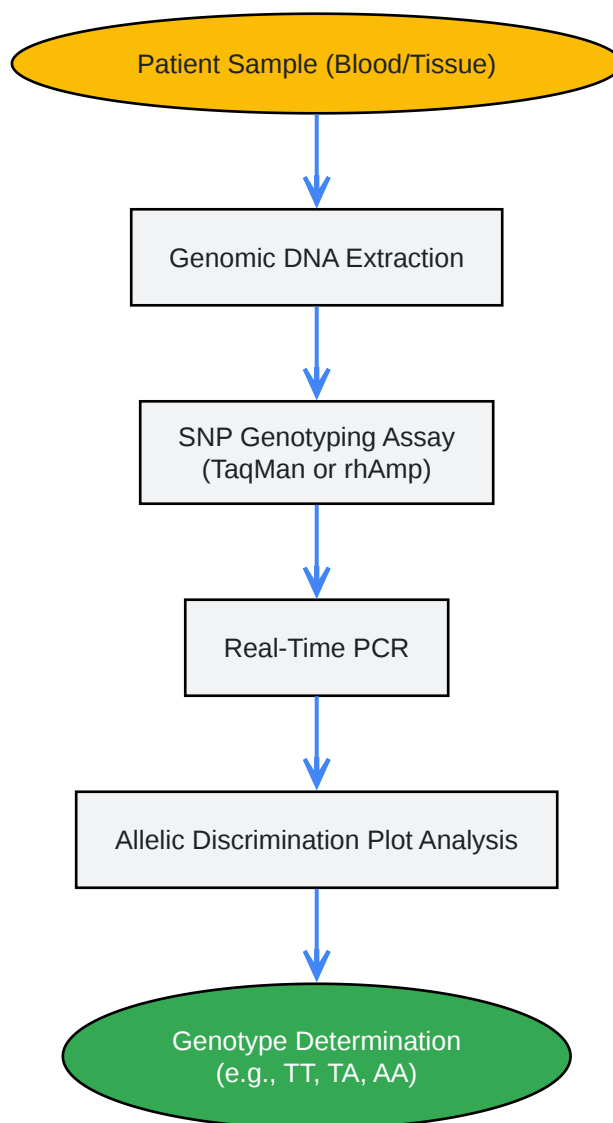 Patient Sample (Blood/Tissue)
Genomic DNA Extraction
SNP Genotyping Assay
(TaqMan or rhAmp)
Real-Time PCR
Allelic Discrimination Plot Analysis
Genotype Determination
(e.g., TT, TA, AA)